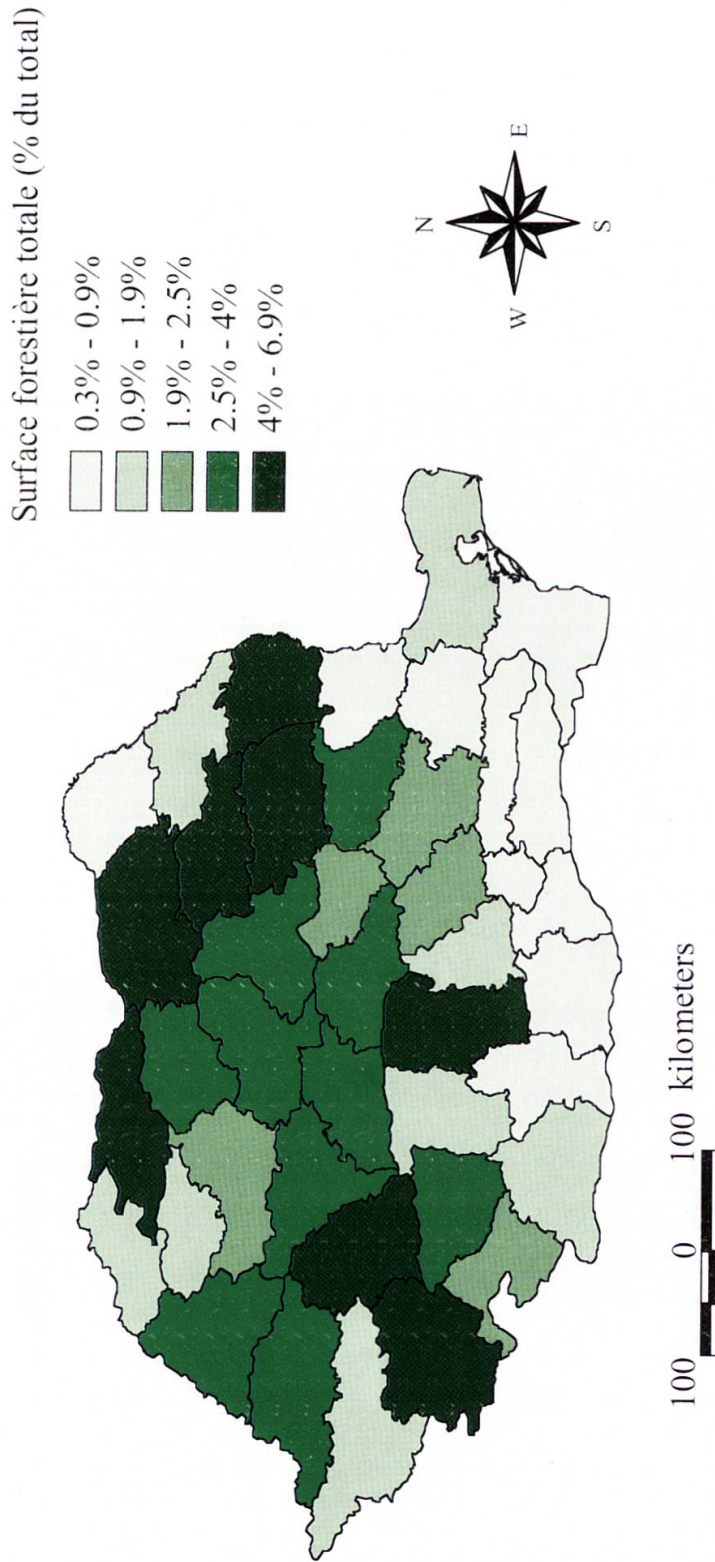 Surface forestière totale (% du total)
0.3% - 0.9%
0.9% - 1.9%
1.9% - 2.5%
2.5% - 4%
4% - 6.9%
N
W
E
S
100 0 100 kilometers